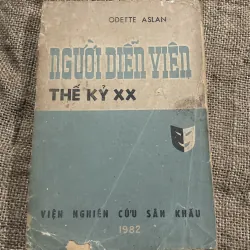 ODETTE ASLAN
NGƯỜI DIỄN VIÊN
THẾ KỶ XX
VIỆN NGHIÊN CỨU SÂN KHẤU
1982